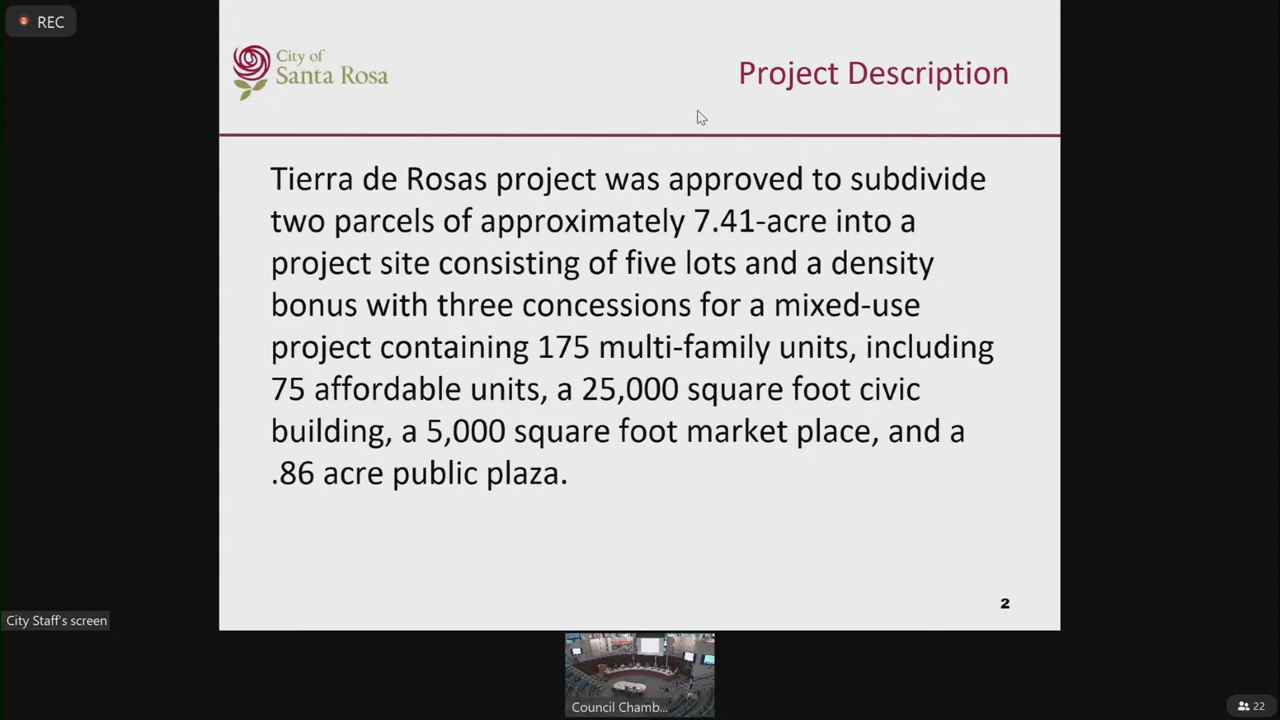 REC
City of
Santa Rosa
Project Description
Tierra de Rosas project was approved to subdivide
two parcels of approximately 7.41-acre into a
project site consisting of five lots and a density
bonus with three concessions for a mixed-use
project containing 175 multi-family units, including
75 affordable units, a 25,000 square foot civic
building, a 5,000 square foot market place, and a
.86 acre public plaza.
2
City Staff's screen
Council Chamb...
22